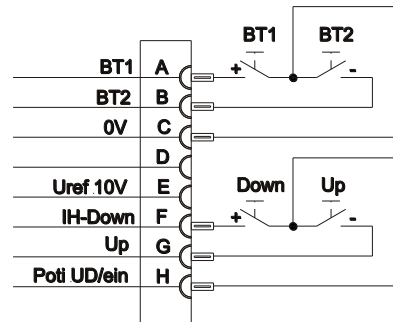 BT1 BT2
BT1 A + -
BT2 B
0V C
D
Uref 10V E Down Up
IH-Down F + -
Up G
Poti UD/ein H